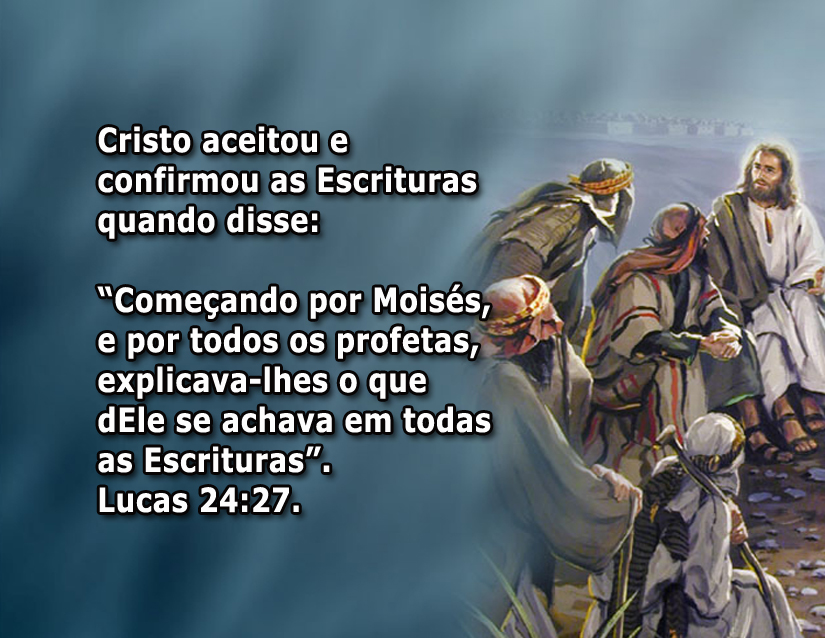 Cristo aceitou e
confirmou as Escrituras
quando disse:
“Começando por Moisés,
e por todos os profetas,
explicava-lhes o que
dEle se achava em todas
as Escrituras”.
Lucas 24:27.